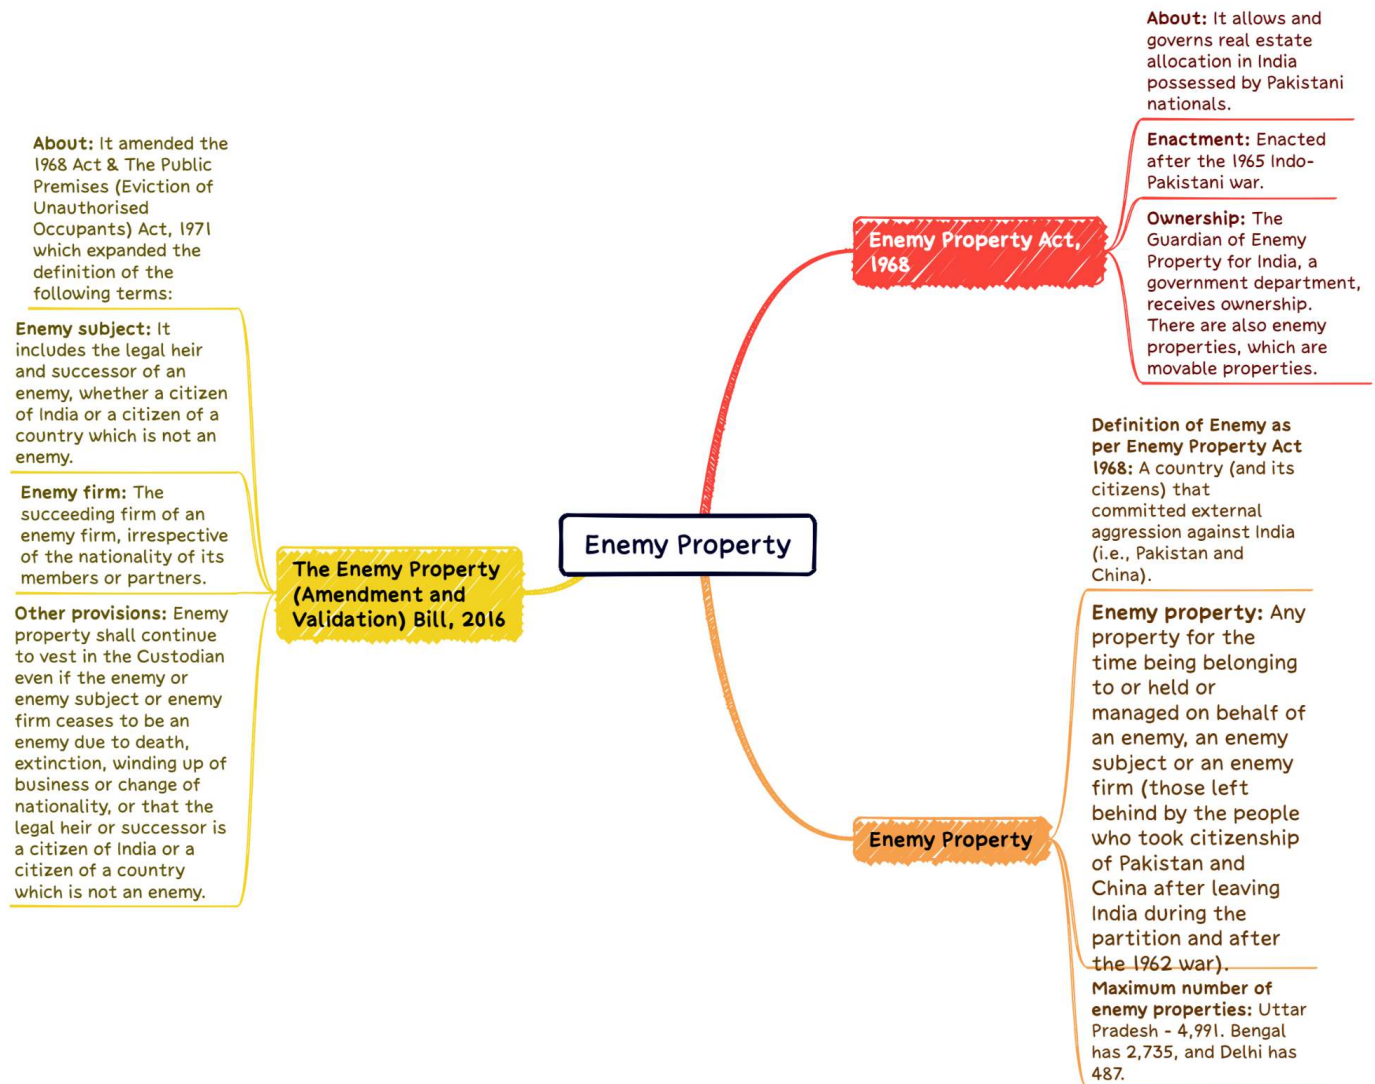 Enemy Property
Enemy Property Act,
1968
About: It allows and
governs real estate
allocation in India
possessed by Pakistani
nationals.
Enactment: Enacted
after the 1965 Indo-
Pakistani war.
Ownership: The
Guardian of Enemy
Property for India, a
government department,
receives ownership.
There are also enemy
properties, which are
movable properties.
Enemy Property
Definition of Enemy as
per Enemy Property Act
1968: A country (and its
citizens) that
committed external
aggression against India
(i.e., Pakistan and
China).
Enemy property: Any
property for the
time being belonging
to or held or
managed on behalf of
an enemy, an enemy
subject or an enemy
firm (those left
behind by the people
who took citizenship
of Pakistan and
China after leaving
India during the
partition and after
the 1962 war).
Maximum number of
enemy properties: Uttar
Pradesh - 4,991. Bengal
has 2,735, and Delhi has
487.
The Enemy Property
(Amendment and
Validation) Bill, 2016
About: It amended the
1968 Act & The Public
Premises (Eviction of
Unauthorised
Occupants) Act, 1971
which expanded the
definition of the
following terms:
Enemy subject: It
includes the legal heir
and successor of an
enemy, whether a citizen
of India or a citizen of a
country which is not an
enemy.
Enemy firm: The
succeeding firm of an
enemy firm, irrespective
of the nationality of its
members or partners.
Other provisions: Enemy
property shall continue
to vest in the Custodian
even if the enemy or
enemy subject or enemy
firm ceases to be an
enemy due to death,
extinction, winding up of
business or change of
nationality, or that the
legal heir or successor is
a citizen of India or a
citizen of a country
which is not an enemy.